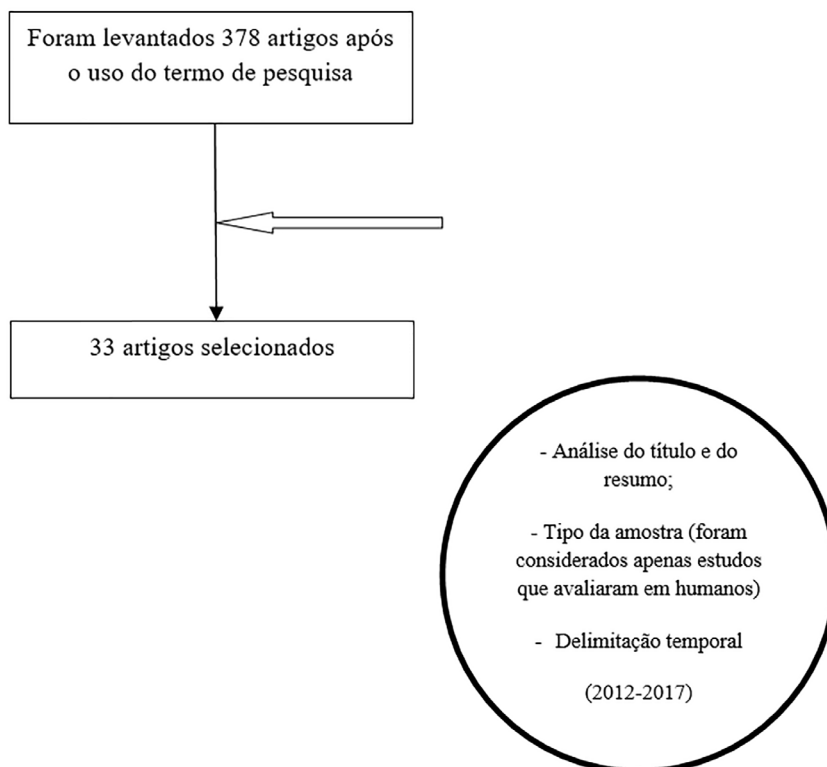 Foram levantados 378 artigos após
o uso do termo de pesquisa
33 artigos selecionados
- Análise do título e do
resumo;
- Tipo da amostra (foram
considerados apenas estudos
que avaliaram em humanos)
- Delimitação temporal
(2012-2017)